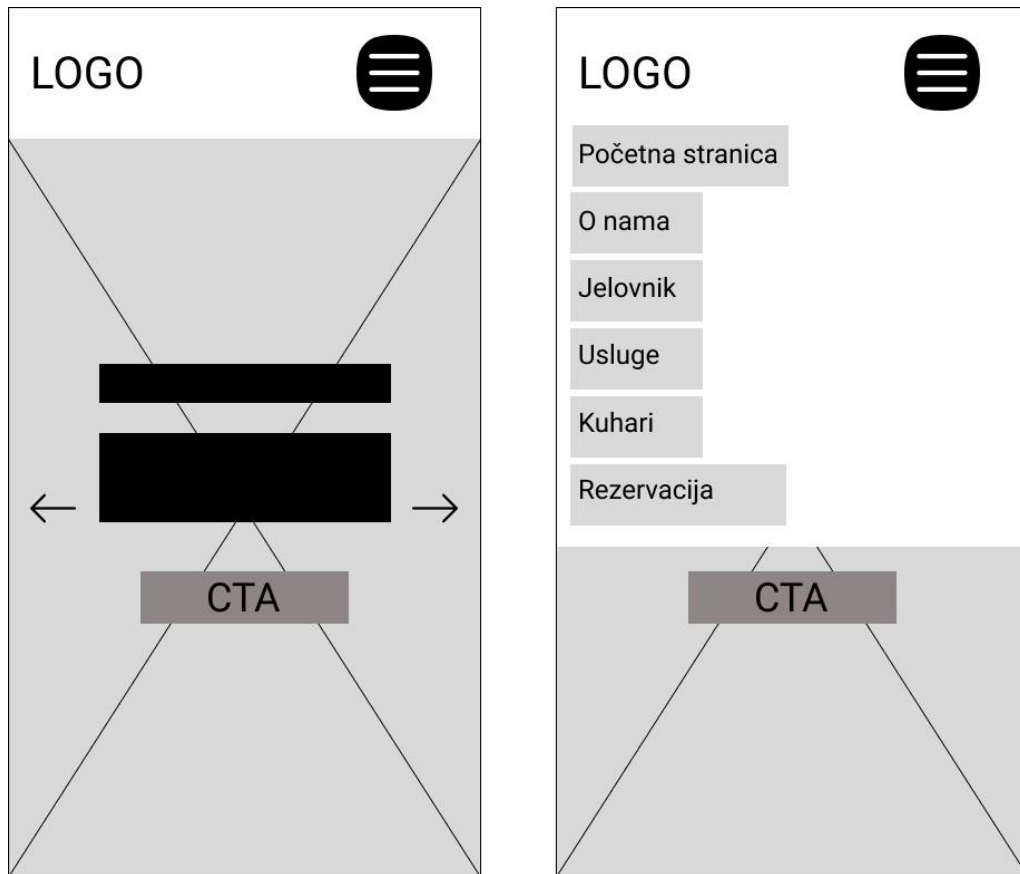 LOGO
CTA
LOGO
Početna stranica
O nama
Jelovnik
Usluge
Kuhari
Rezervacija
CTA